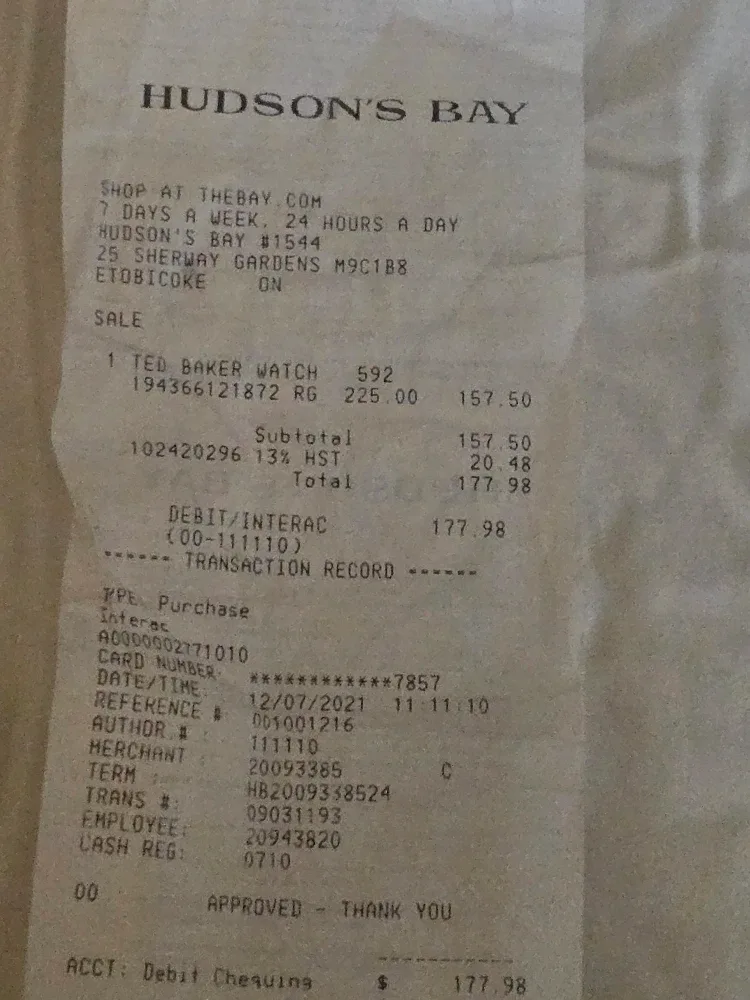 HUDSON'S BAY
SHOP AT THEBAY.COM
7 DAYS A WEEK, 24 HOURS A DAY
HUDSON'S BAY #1544
25 SHERWAY GARDENS M9C1B8
ETOBICOKE ON
SALE
1 TED BAKER WATCH 592
194366121872 RG 225.00 157.50
Subtotal 157.50
102420296 13% HST 20.48
Total 177.98
DEBIT/INTERAC 177.98
(00-111110)
------ TRANSACTION RECORD ------
TYPE: Purchase
Interac
A0000002771010
CARD NUMBER: ************7857
DATE/TIME: 12/07/2021 11:11:10
REFERENCE #: 001001216
AUTHOR.#: 111110
MERCHANT : 20093385 C
TERM : HB2009338524
TRANS #: 09031193
EMPLOYEE: 20943820
CASH REG: 0710
00 APPROVED - THANK YOU
-----------
ACCT: Debit Chequing $ 177.98